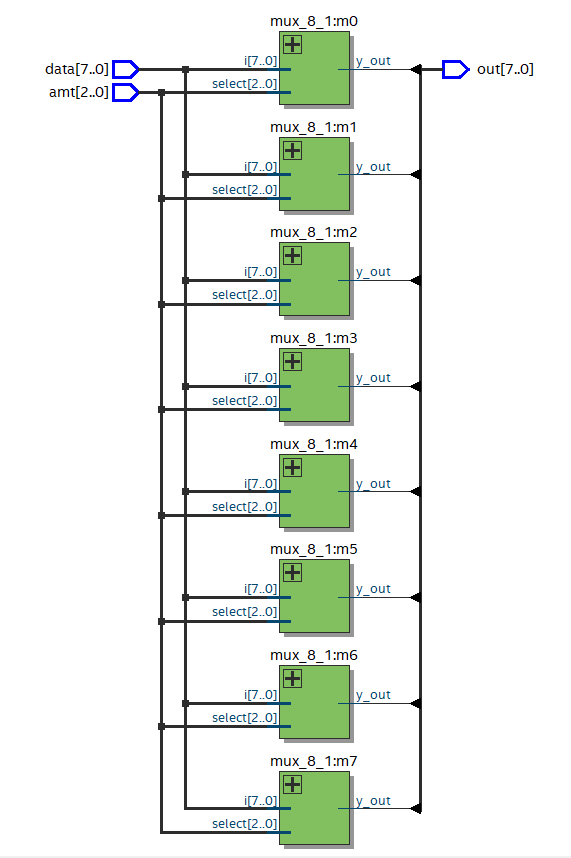 mux_8_1:m0
data[7..0] i[7..0] y_out out[7..0]
amt[2..0] select[2..0]
mux_8_1:m1
i[7..0] y_out
select[2..0]
mux_8_1:m2
i[7..0] y_out
select[2..0]
mux_8_1:m3
i[7..0] y_out
select[2..0]
mux_8_1:m4
i[7..0] y_out
select[2..0]
mux_8_1:m5
i[7..0] y_out
select[2..0]
mux_8_1:m6
i[7..0] y_out
select[2..0]
mux_8_1:m7
i[7..0] y_out
select[2..0]